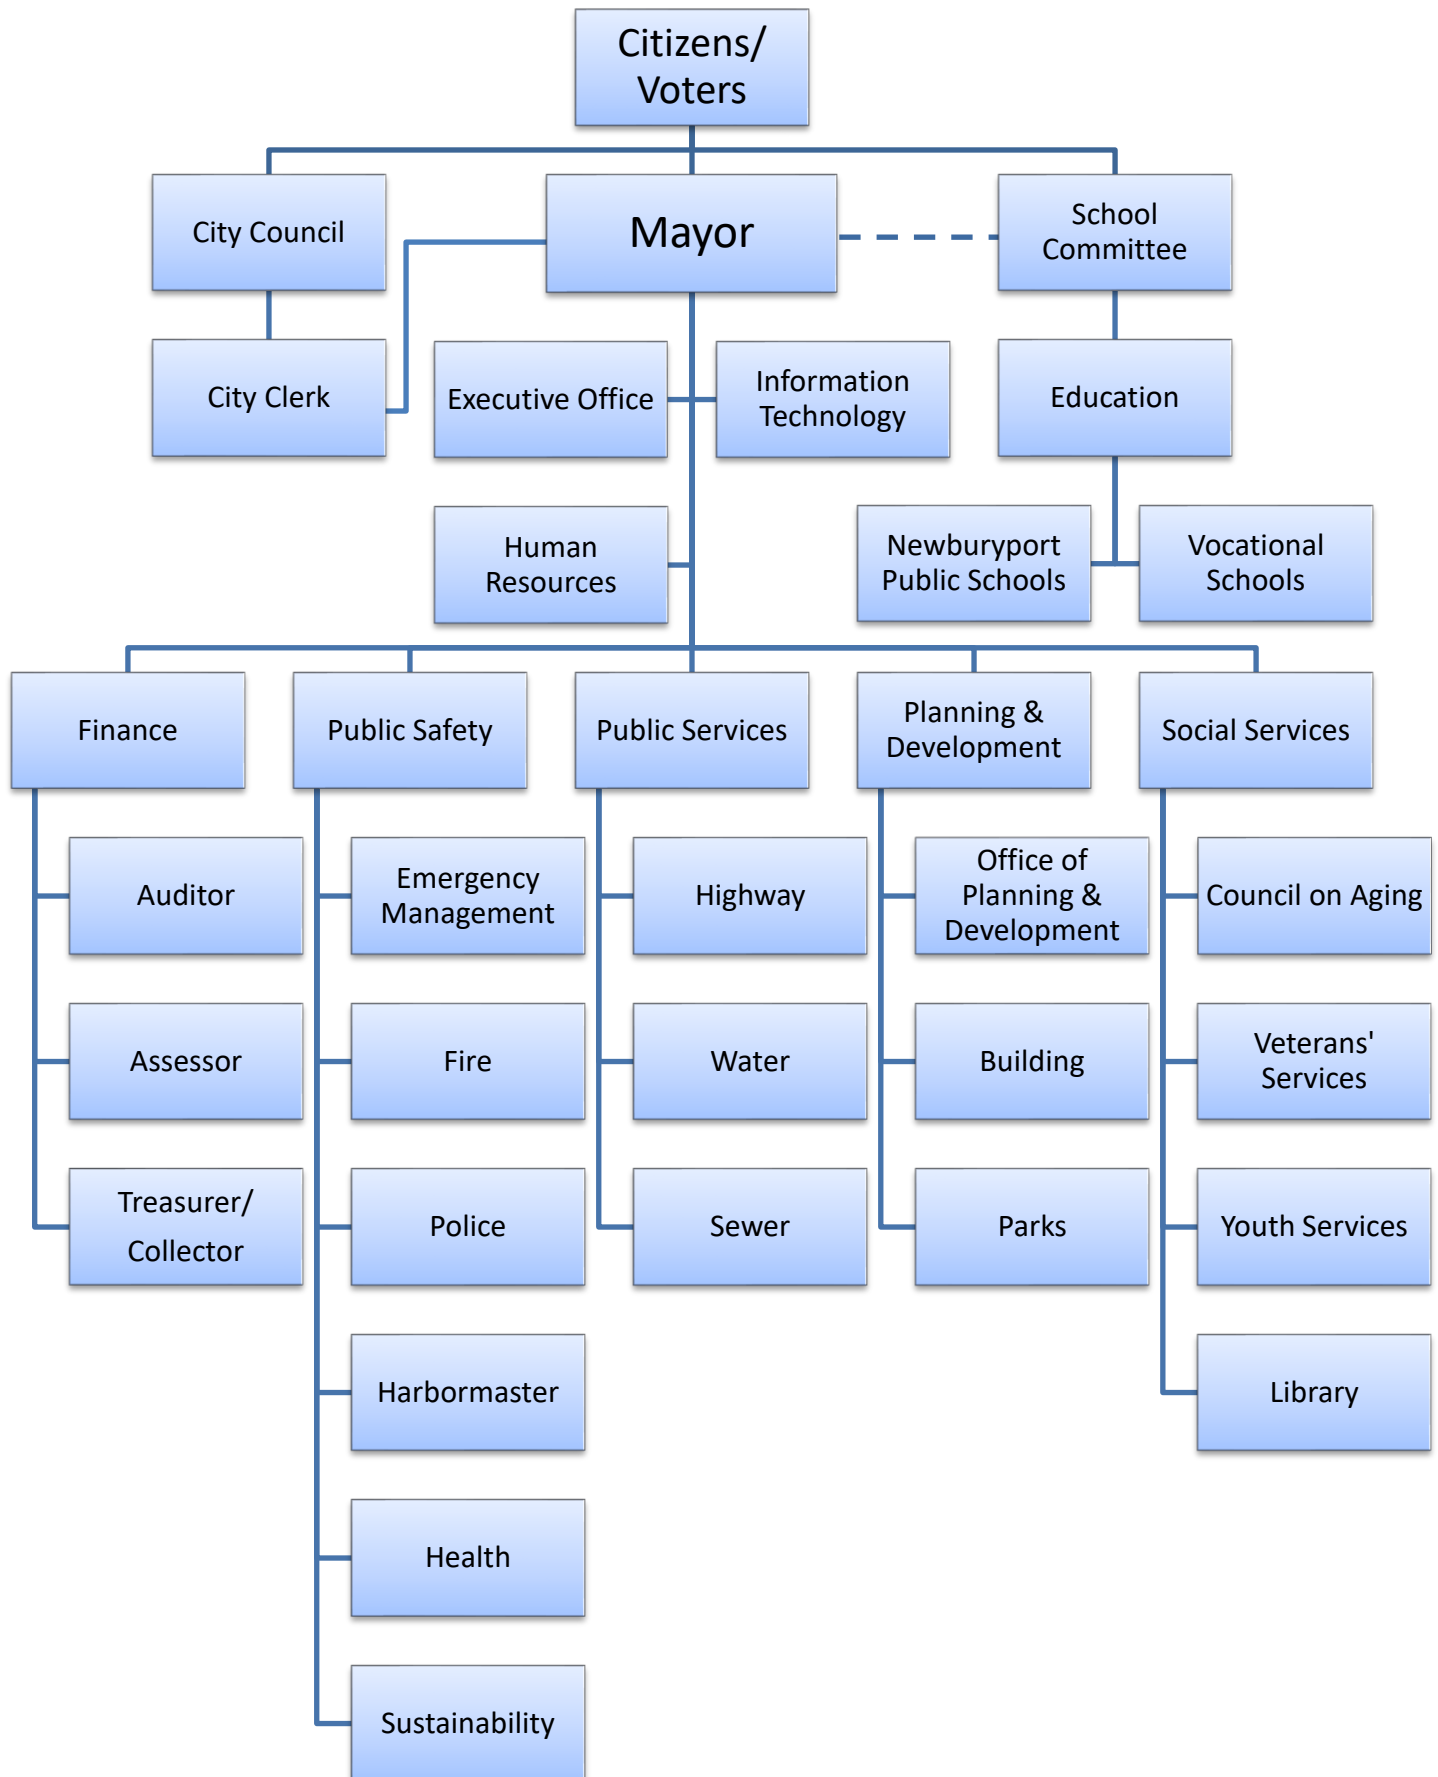 Citizens/
Voters
City Council
Mayor
School
Committee
City Clerk
Executive Office
Information
Technology
Education
Human
Resources
Newburyport
Public Schools
Vocational
Schools
Finance
Public Safety
Public Services
Planning &
Development
Social Services
Auditor
Emergency
Management
Highway
Office of
Planning &
Development
Council on Aging
Assessor
Fire
Water
Building
Veterans'
Services
Treasurer/
Collector
Police
Sewer
Parks
Youth Services
Harbormaster
Library
Health
Sustainability